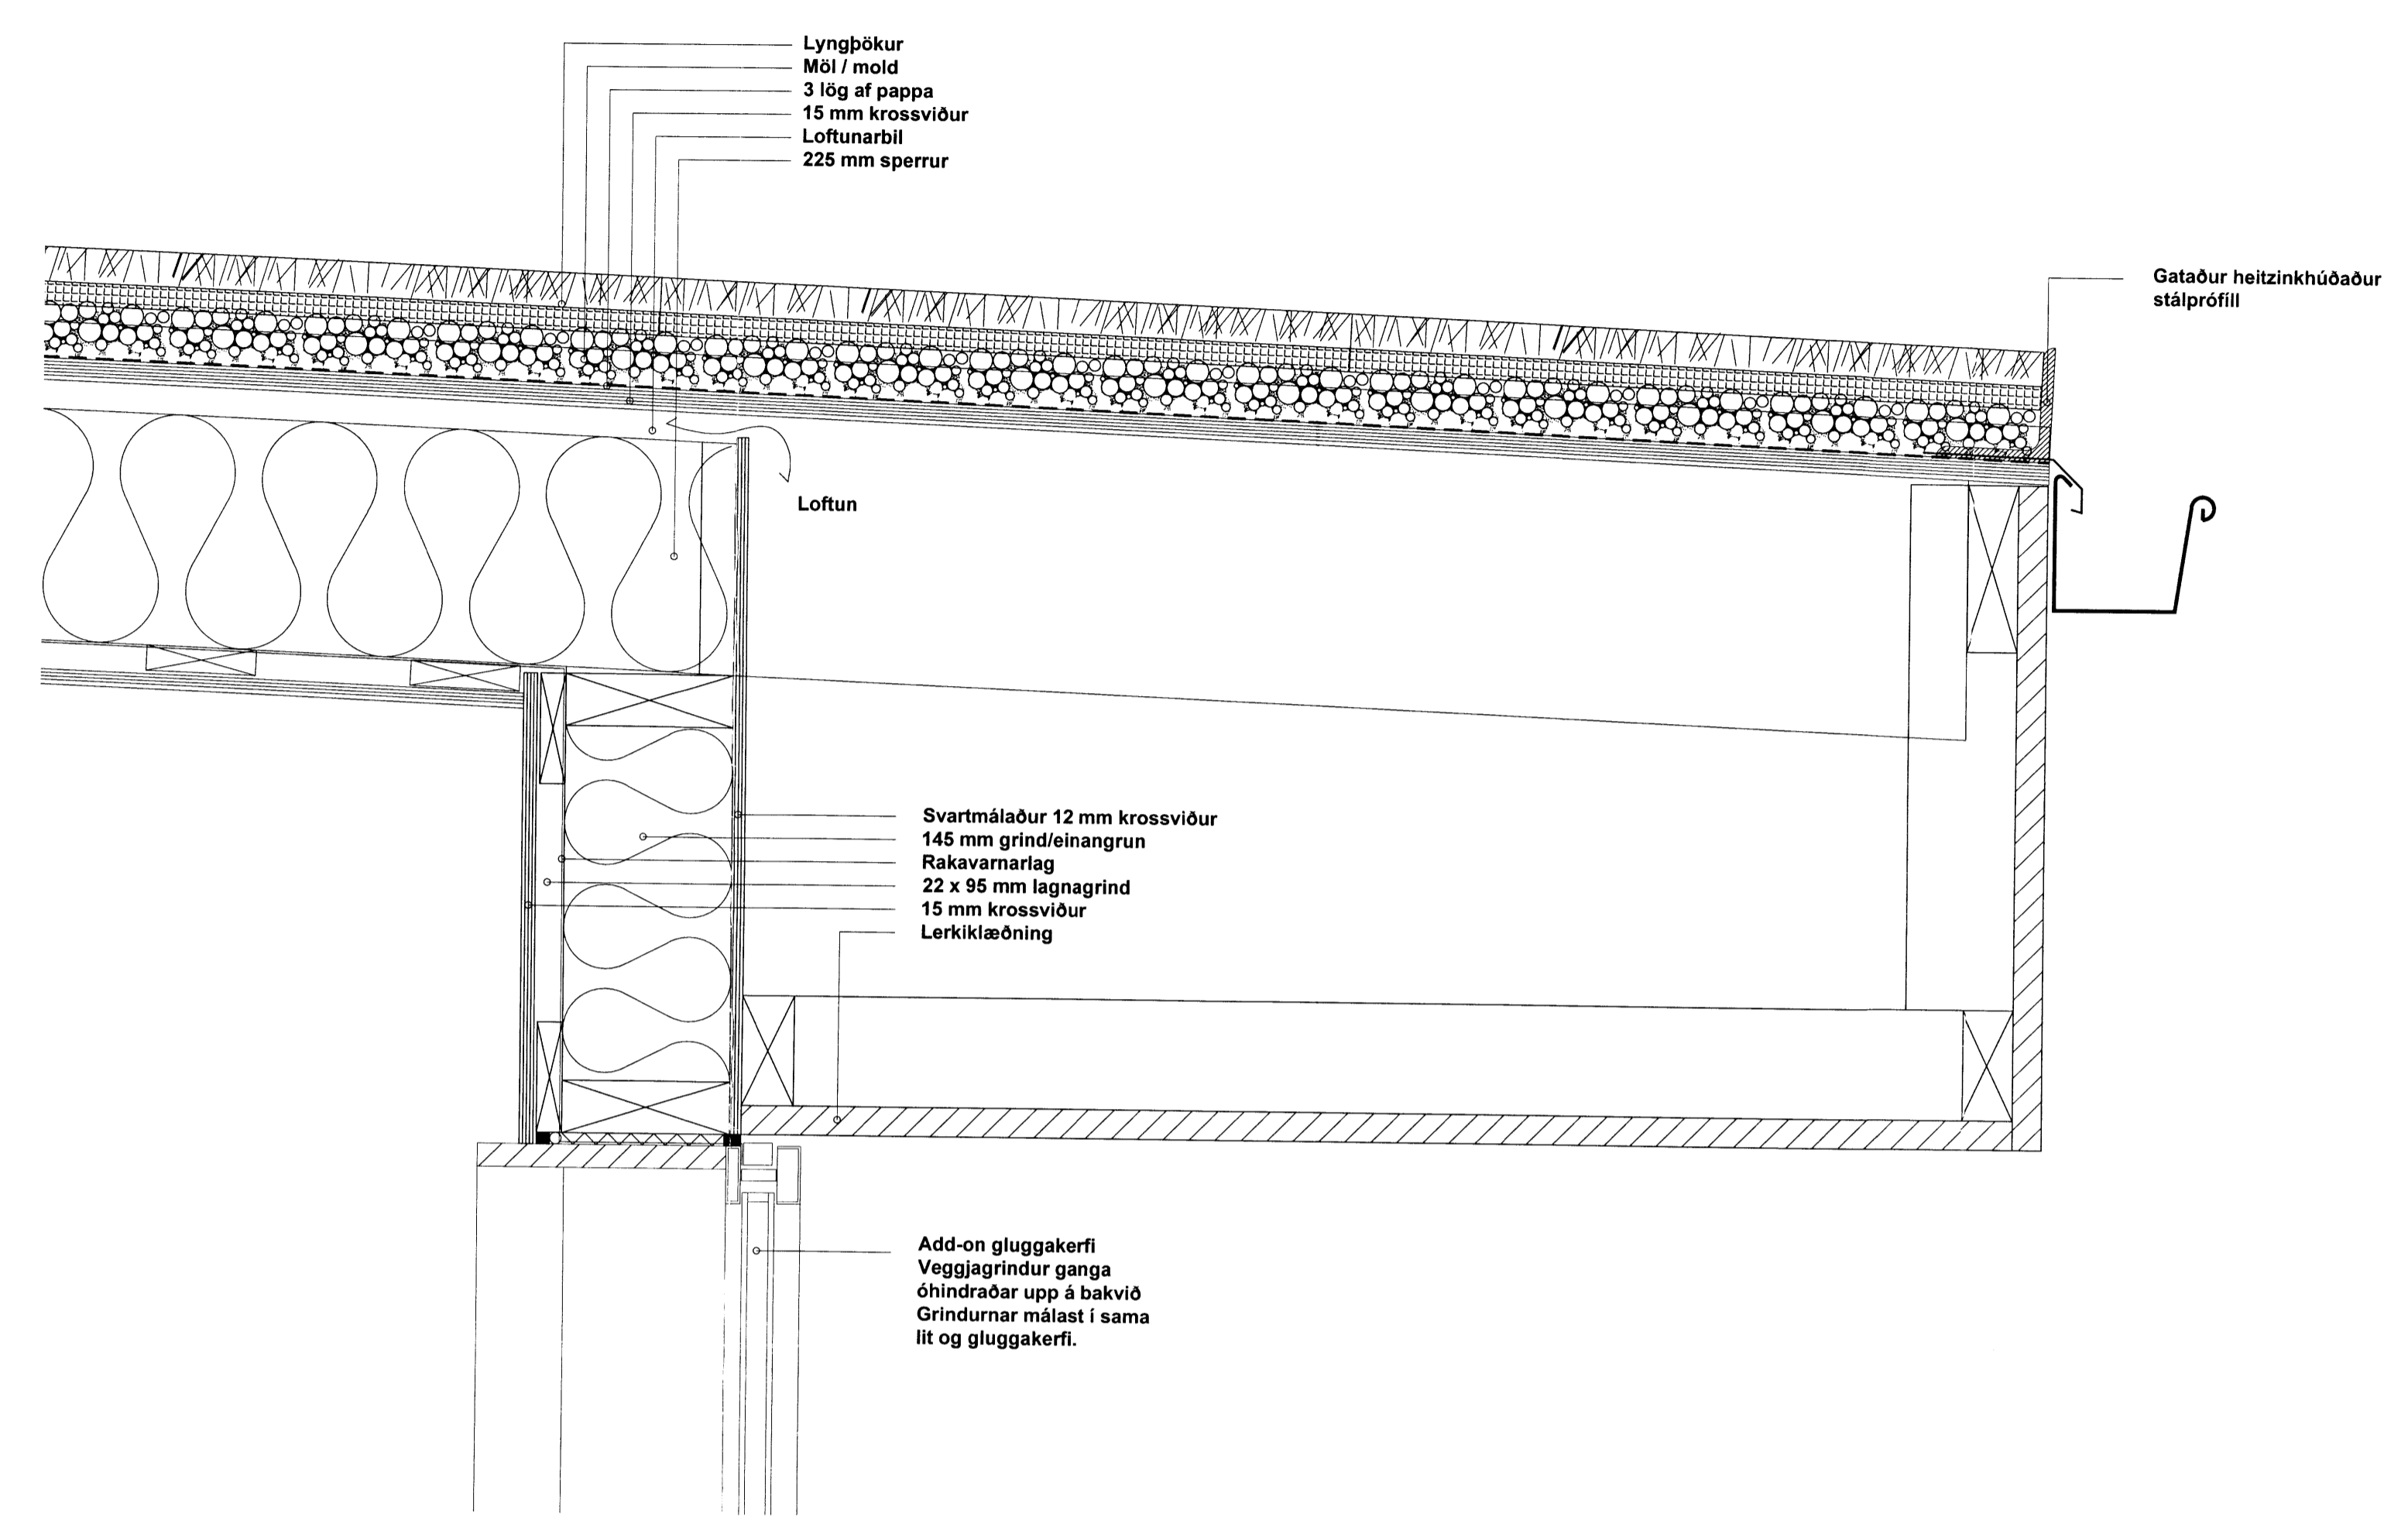 Lyngþökur
Möl / mold
3 lög af pappa
15 mm krossviður
Loftunarbil
225 mm sperrur
Gataður heitzinkhúðaður
stálprófíll
Loftun
Svartmálaður 12 mm krossviður
145 mm grind/einangrun
Rakavarnarlag
22 x 95 mm lagnagrind
15 mm krossviður
Lerkiklæðning
Add-on gluggakerfi
Veggjagrindur ganga
óhindraðar upp á bakvið
Grindurnar málast í sama
lit og gluggakerfi.